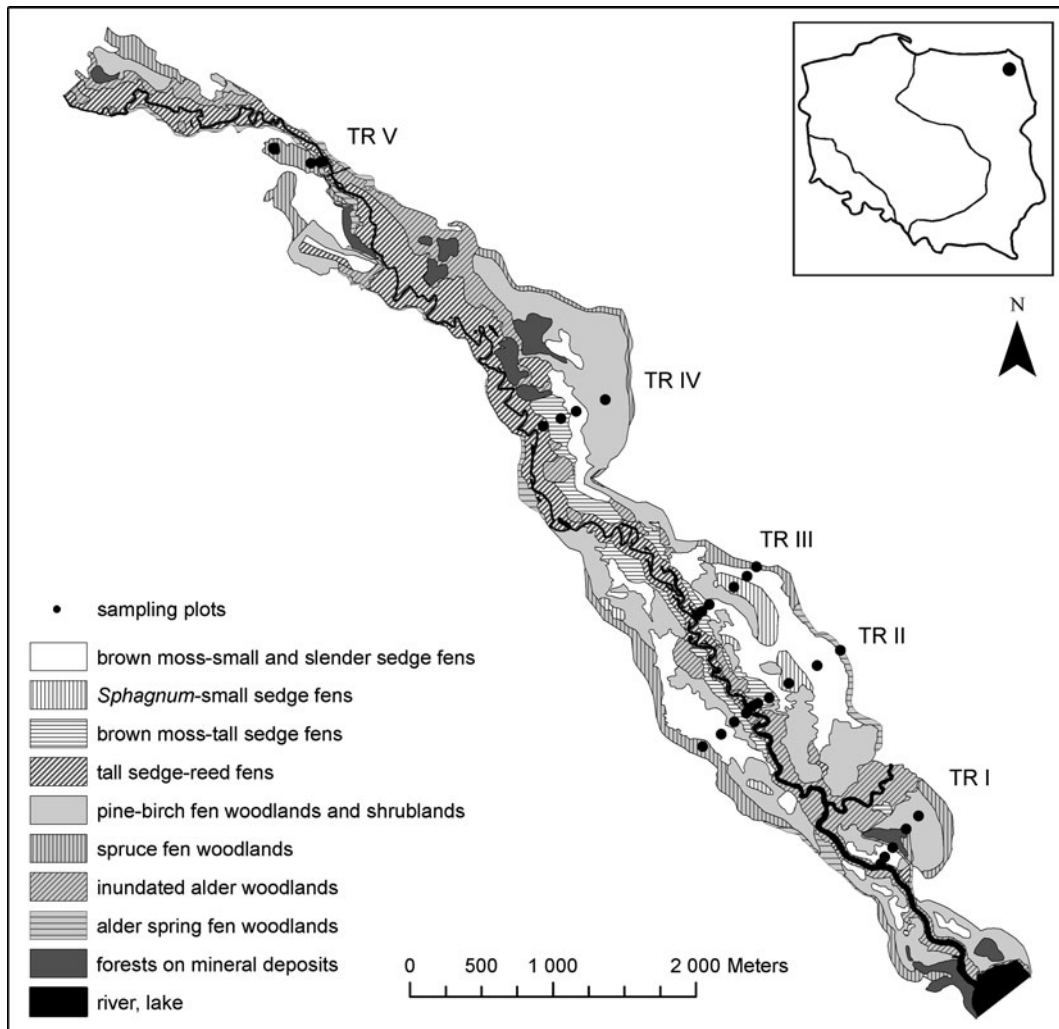 TR V
N
TR IV
TR III
TR II
TR I
sampling plots
brown moss-small and slender sedge fens
Sphagnum-small sedge fens
brown moss-tall sedge fens
tall sedge-reed fens
pine-birch fen woodlands and shrublands
spruce fen woodlands
inundated alder woodlands
alder spring fen woodlands
forests on mineral deposits
river, lake
0 500 1 000 2 000 Meters